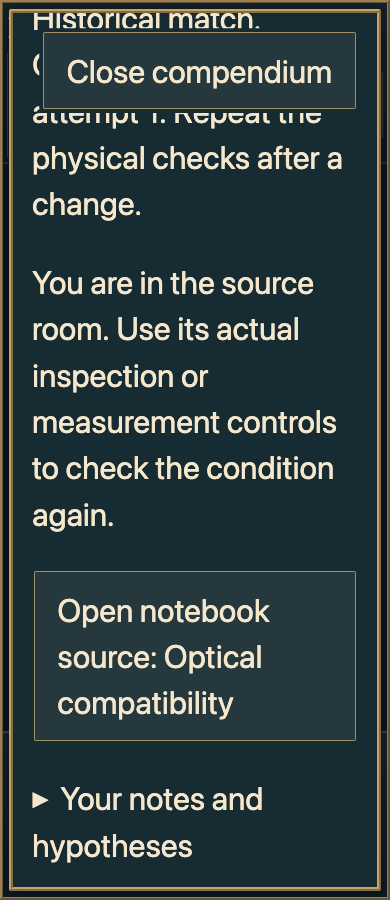 Historical match.
Close compendium
attempt 1. Repeat the
physical checks after a
change.
You are in the source
room. Use its actual
inspection or
measurement controls
to check the condition
again.
Open notebook
source: Optical
compatibility
▶ Your notes and
hypotheses